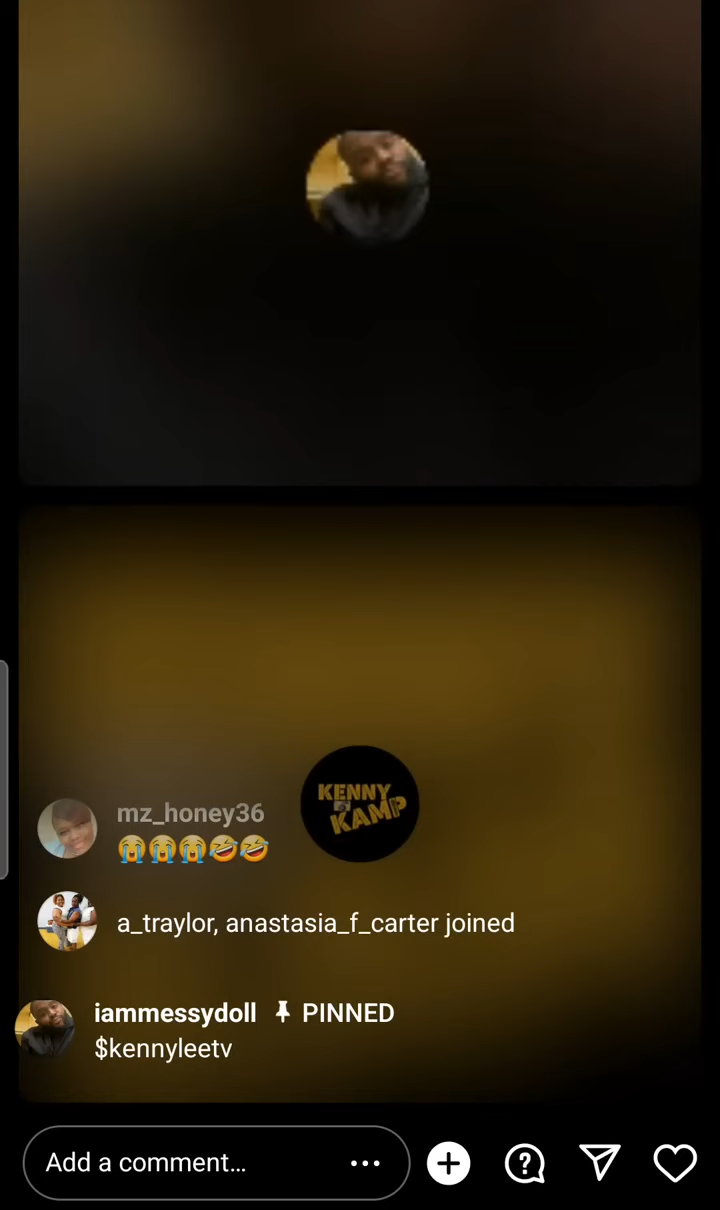 KENNY
KAMP
mz_honey36
😭😭😭🤣🤣
a_traylor, anastasia_f_carter joined
iammessydoll PINNED
$kennyleetv
Add a comment...